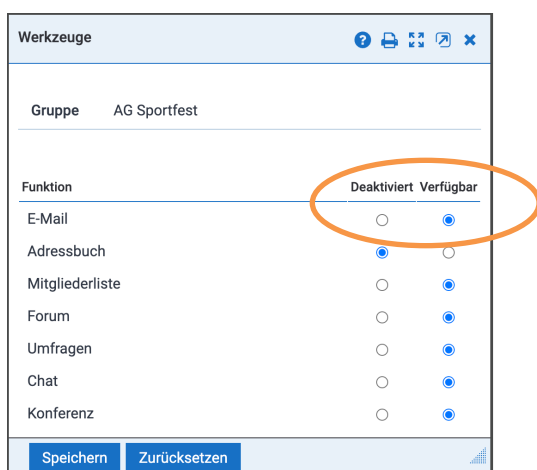 Werkzeuge
Gruppe AG Sportfest
Funktion Deaktiviert Verfügbar
E-Mail
Adressbuch
Mitgliederliste
Forum
Umfragen
Chat
Konferenz
Speichern Zurücksetzen